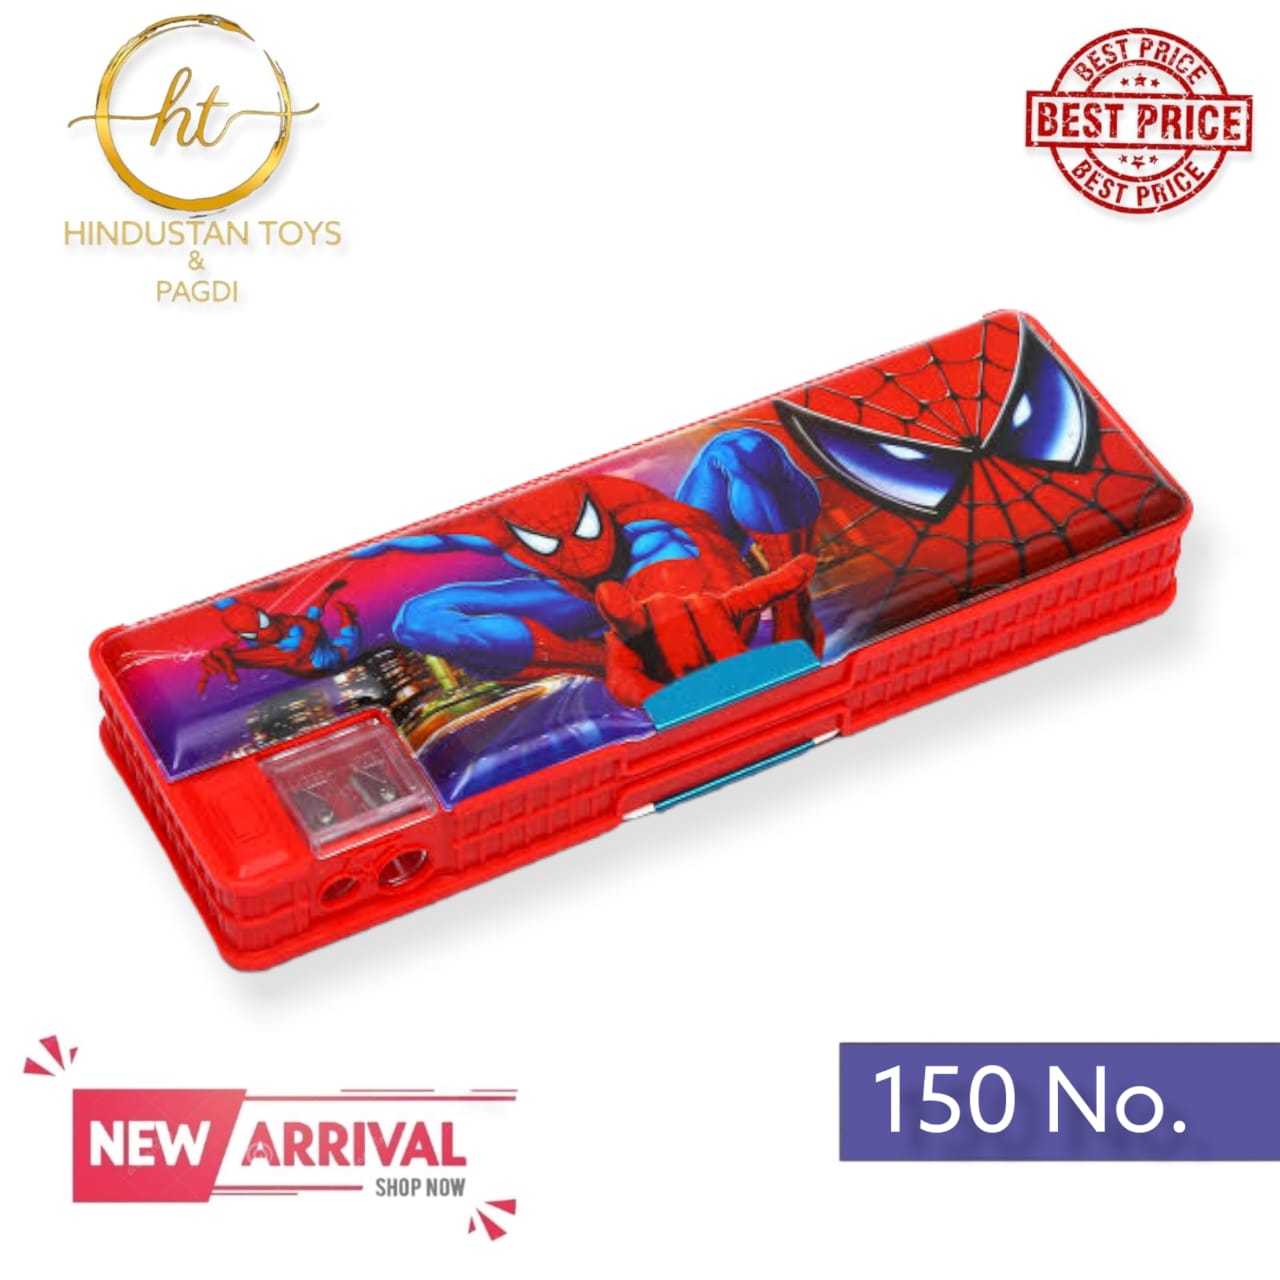 ht
HINDUSTAN TOYS
&
PAGDI
BEST PRICE
BEST PRICE
BEST PRICE
NEW ARRIVAL
SHOP NOW
150 No.